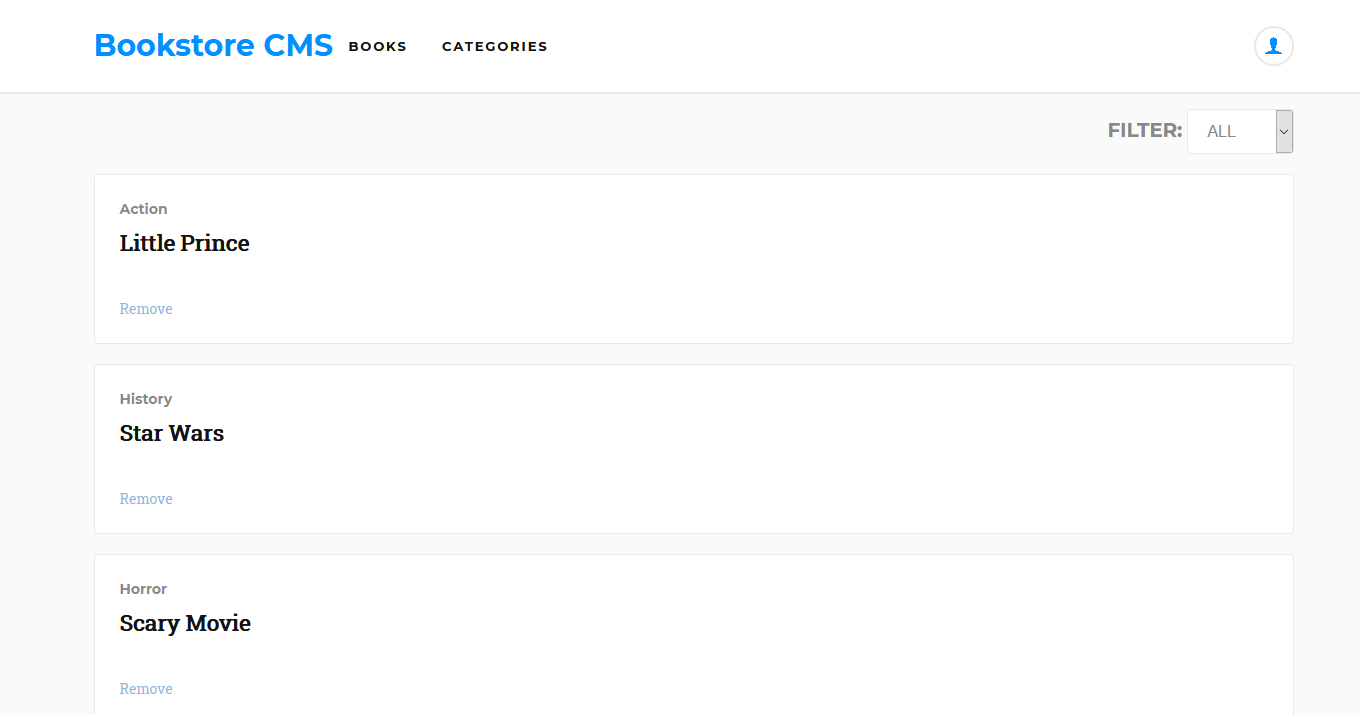 Bookstore CMS BOOKS CATEGORIES
FILTER: ALL
Action
Little Prince
Remove
History
Star Wars
Remove
Horror
Scary Movie
Remove